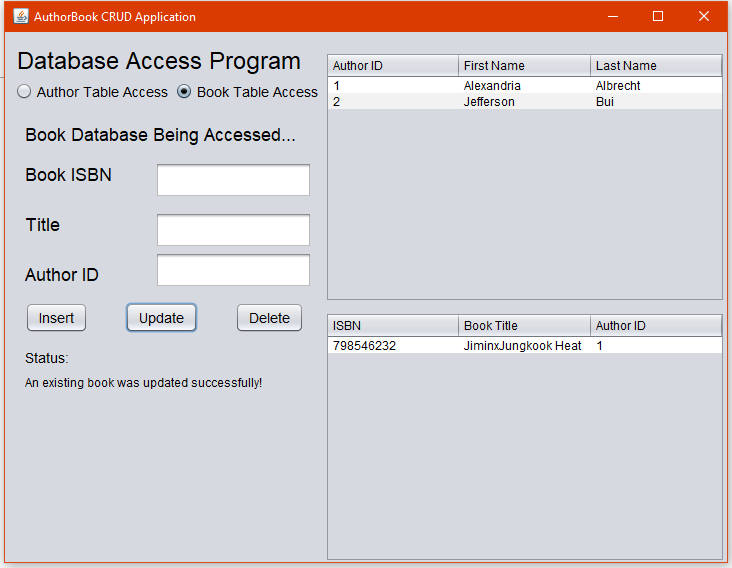 AuthorBook CRUD Application
Database Access Program
Author Table Access Book Table Access
Book Database Being Accessed...
Book ISBN
Title
Author ID
Insert Update Delete
Status:
An existing book was updated successfully!
Author ID First Name Last Name
1 Alexandria Albrecht
2 Jefferson Bui
ISBN Book Title Author ID
798546232 JiminxJungkook Heat 1